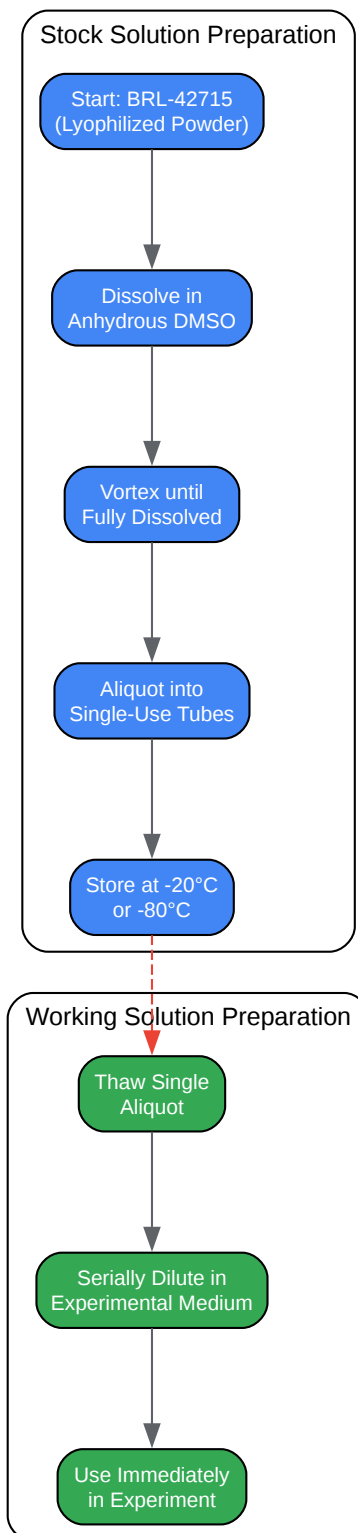 Stock Solution Preparation
Start: BRL-42715
(Lyophilized Powder)
Dissolve in
Anhydrous DMSO
Vortex until
Fully Dissolved
Aliquot into
Single-Use Tubes
Store at -20°C
or -80°C
Working Solution Preparation
Thaw Single
Aliquot
Serially Dilute in
Experimental Medium
Use Immediately
in Experiment